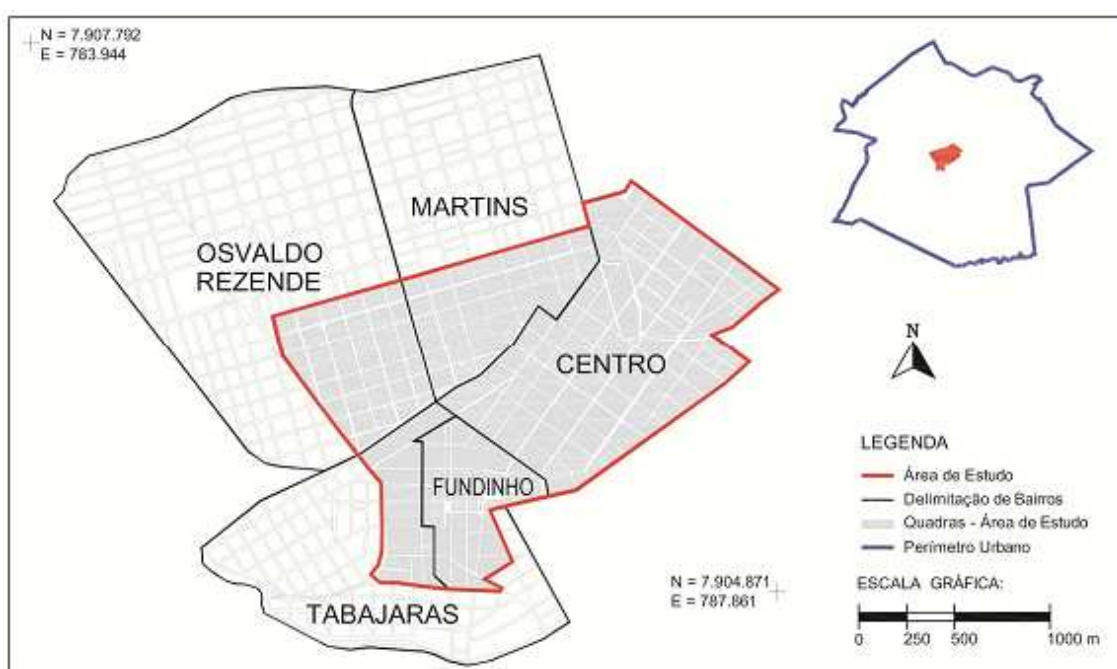 N = 7.907.792
E = 783.944
MARTINS
OSVALDO
REZENDE
CENTRO
FUNDINHO
TABAJARAS
N = 7.904.871
E = 787.861
N
LEGENDA
Área de Estudo
Delimitação de Bairros
Quadras - Área de Estudo
Perímetro Urbano
ESCALA GRÁFICA:
0 250 500 1000 m